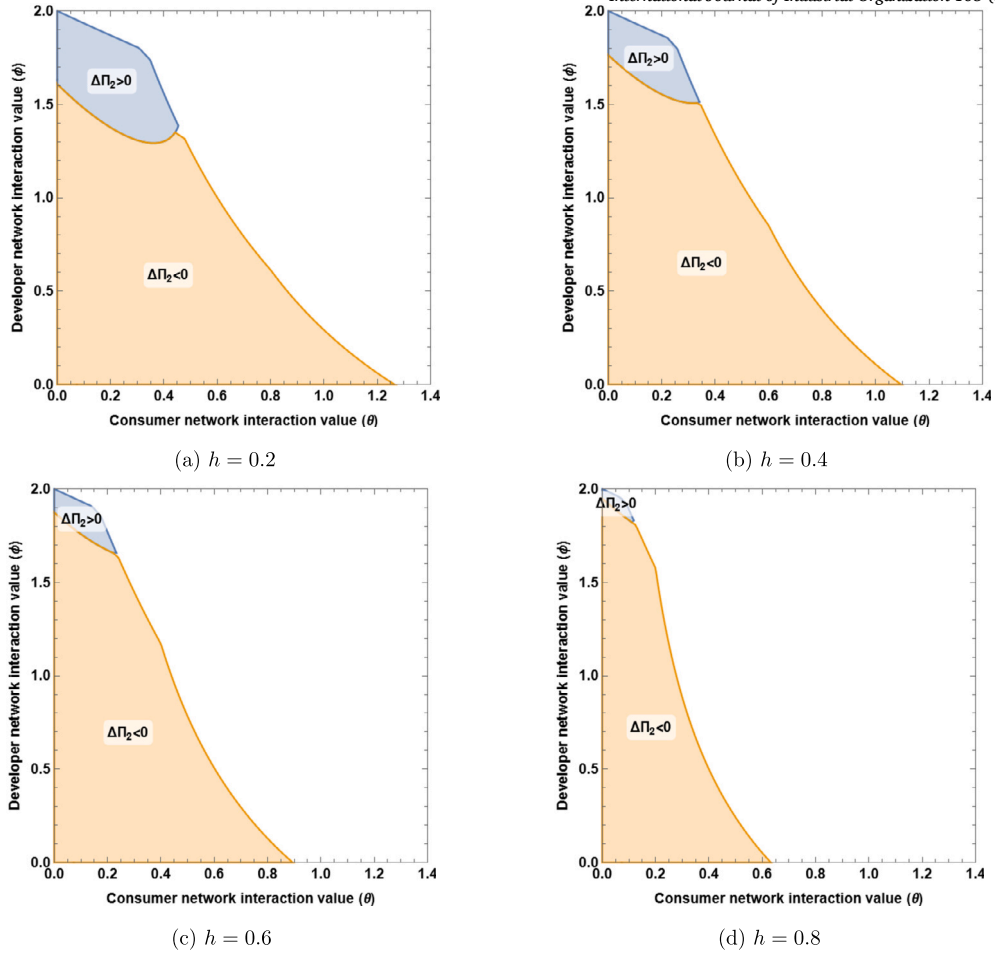 2.0
1.5
1.0
0.5
0.0
Developer network interaction value (ϕ)
ΔΠ₂>0
ΔΠ₂<0
0.0 0.2 0.4 0.6 0.8 1.0 1.2 1.4
Consumer network interaction value (θ)
(a) h = 0.2
2.0
1.5
1.0
0.5
0.0
Developer network interaction value (ϕ)
ΔΠ₂>0
ΔΠ₂<0
0.0 0.2 0.4 0.6 0.8 1.0 1.2 1.4
Consumer network interaction value (θ)
(b) h = 0.4
2.0
1.5
1.0
0.5
0.0
Developer network interaction value (ϕ)
ΔΠ₂>0
ΔΠ₂<0
0.0 0.2 0.4 0.6 0.8 1.0 1.2 1.4
Consumer network interaction value (θ)
(c) h = 0.6
2.0
1.5
1.0
0.5
0.0
Developer network interaction value (ϕ)
ΔΠ₂>0
ΔΠ₂<0
0.0 0.2 0.4 0.6 0.8 1.0 1.2 1.4
Consumer network interaction value (θ)
(d) h = 0.8